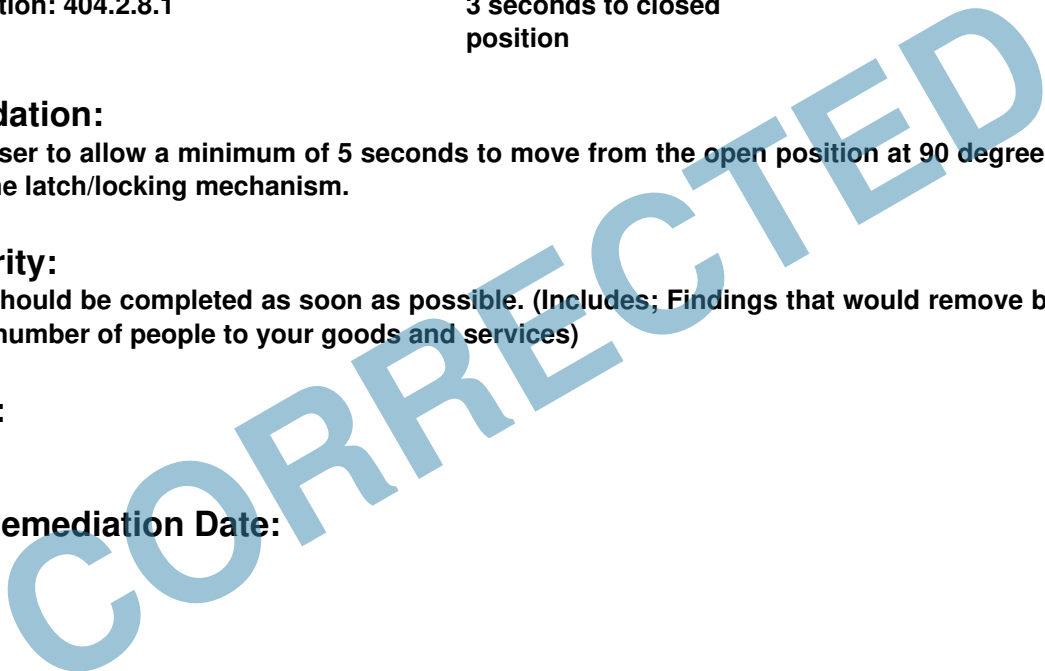 tion: 404.2.8.1
3 seconds to closed
position
dation:
ser to allow a minimum of 5 seconds to move from the open position at 90 degree
ne latch/locking mechanism.
rity:
hould be completed as soon as possible. (Includes; Findings that would remove b
number of people to your goods and services)
:
emediation Date:
CORRECTED